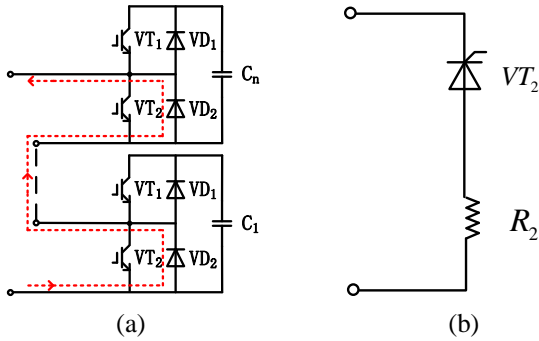 VT₁ VD₁ Cₙ
VT₂ VD₂
VT₁ VD₁ C₁
VT₂ VD₂
(a)
VT₂
R₂
(b)